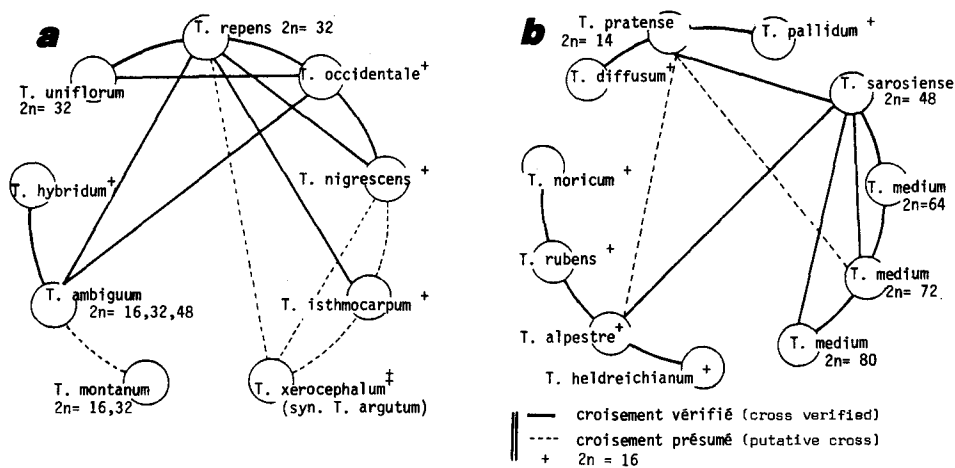 a
T. repens 2n= 32
T. uniflorum
2n= 32
T. occidentale +
T. hybridum +
T. nigrescens +
T. ambiguum
2n= 16,32,48
T. isthmocarpum +
T. montanum
2n= 16,32
T. xerocephalum ‡
(syn. T. argutum)
b
T. pratense
2n= 14
T. pallidum +
T. diffusum +
T. sarosiense
2n= 48
T. noricum +
T. medium
2n=64
T. rubens +
T. medium
2n= 72
T. alpestre +
T. medium
2n= 80
T. heldreichianum +
croisement vérifié (cross verified)
croisement présumé (putative cross)
+ 2n = 16